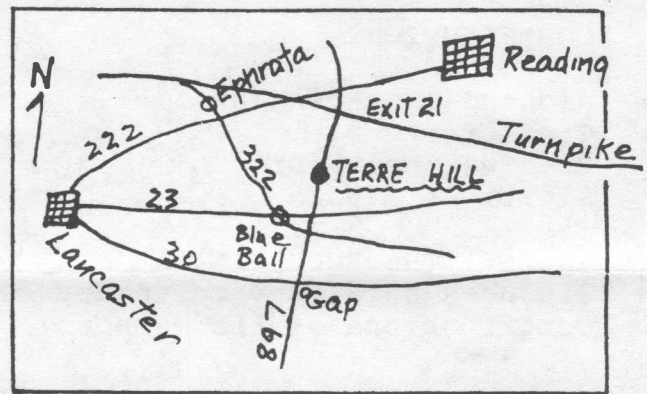 N
Ephrata
Reading
Exit 21
Turnpike
222
322
TERRE HILL
23
Blue
Ball
Lancaster
30
Gap
897